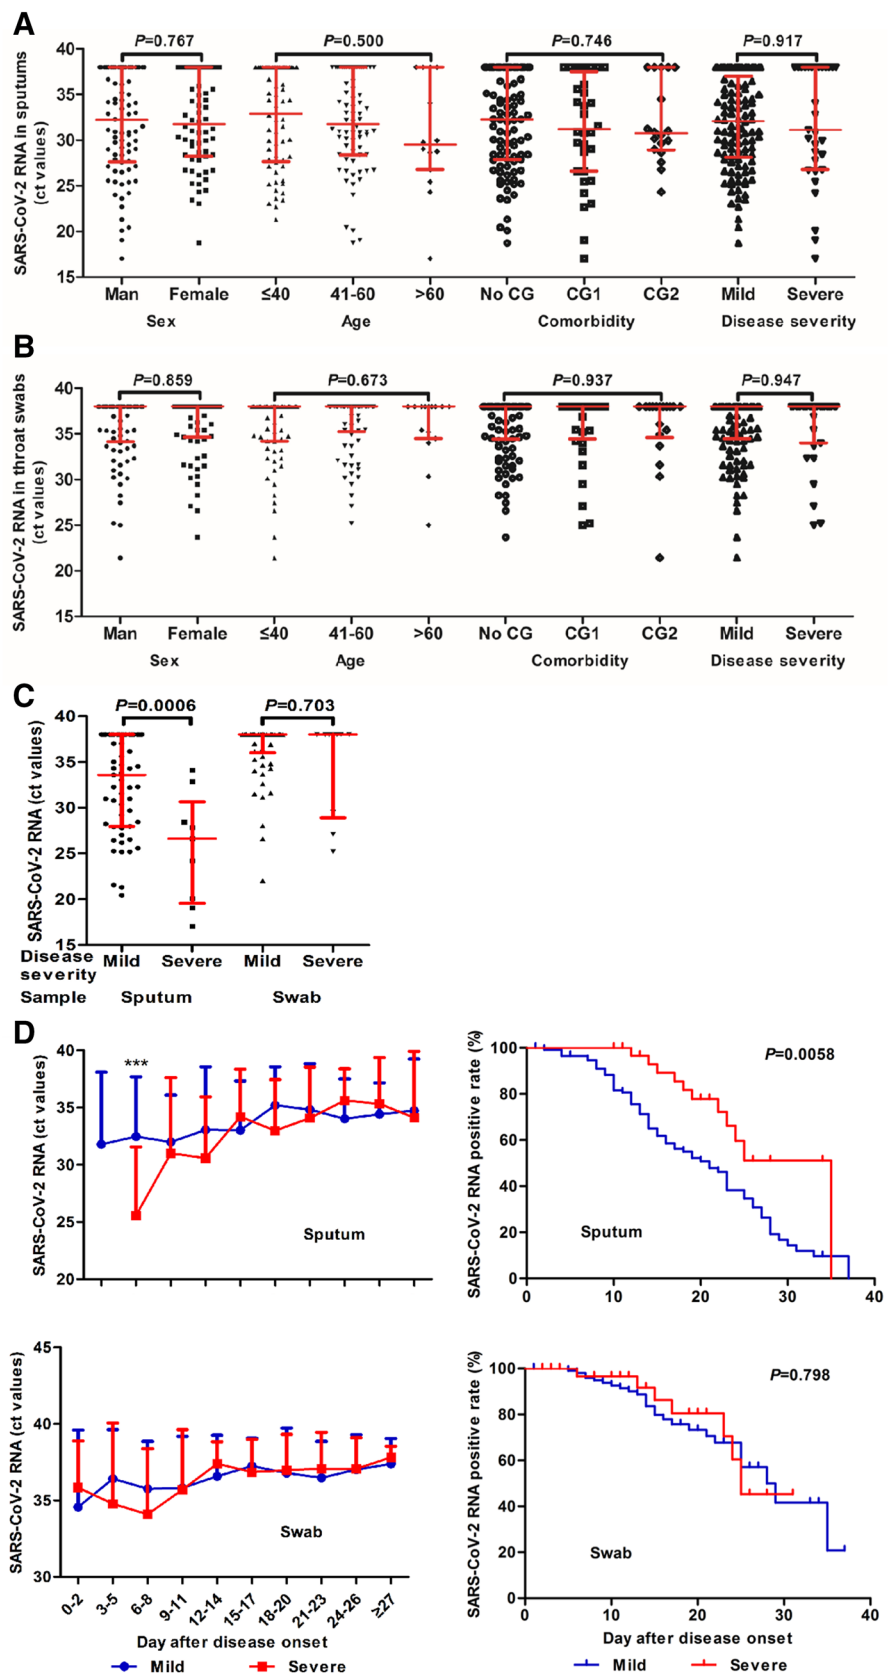 A
P=0.767
P=0.500
P=0.746
P=0.917
SARS-CoV-2 RNA in sputums
(ct values)
40
35
30
25
20
15
Man
Female
≤40
41-60
>60
No CG
CG1
CG2
Mild
Severe
Sex
Age
Comorbidity
Disease severity
B
P=0.859
P=0.673
P=0.937
P=0.947
SARS-CoV-2 RNA in throat swabs
(ct values)
40
35
30
25
20
15
Man
Female
≤40
41-60
>60
No CG
CG1
CG2
Mild
Severe
Sex
Age
Comorbidity
Disease severity
C
P=0.0006
P=0.703
SARS-CoV-2 RNA (ct values)
40
35
30
25
20
15
Disease
severity
Mild
Severe
Mild
Severe
Sample
Sputum
Swab
D
SARS-CoV-2 RNA (ct values)
40
35
30
25
20
***
Sputum
SARS-CoV-2 RNA positive rate (%)
100
80
60
40
20
0
P=0.0058
Sputum
0
10
20
30
40
SARS-CoV-2 RNA (ct values)
45
40
35
30
Swab
0-2
3-5
6-8
9-11
12-14
15-17
18-20
21-23
24-26
≥27
Day after disease onset
Mild
Severe
SARS-CoV-2 RNA positive rate (%)
100
80
60
40
20
0
P=0.798
Swab
0
10
20
30
40
Day after disease onset
Mild
Severe